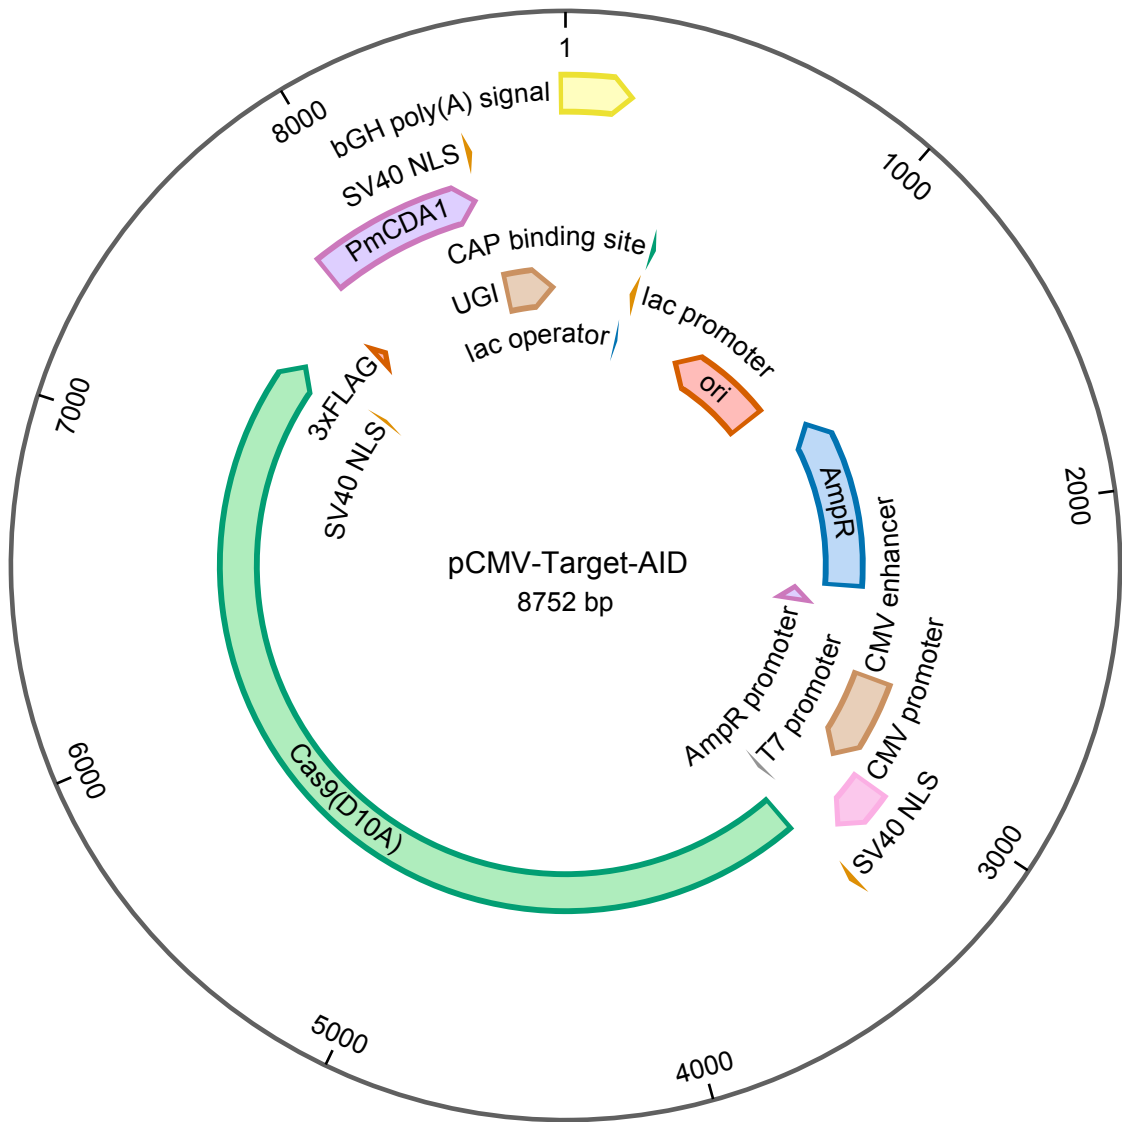 1
bGH poly(A) signal
8000
SV40 NLS
1000
PmCDA1
CAP binding site
UGI
lac promoter
lac operator
ori
7000
3xFLAG
SV40 NLS
AmpR
2000
CMV enhancer
pCMV-Target-AID
8752 bp
AmpR promoter
T7 promoter
CMV promoter
SV40 NLS
6000
Cas9(D10A)
3000
5000
4000